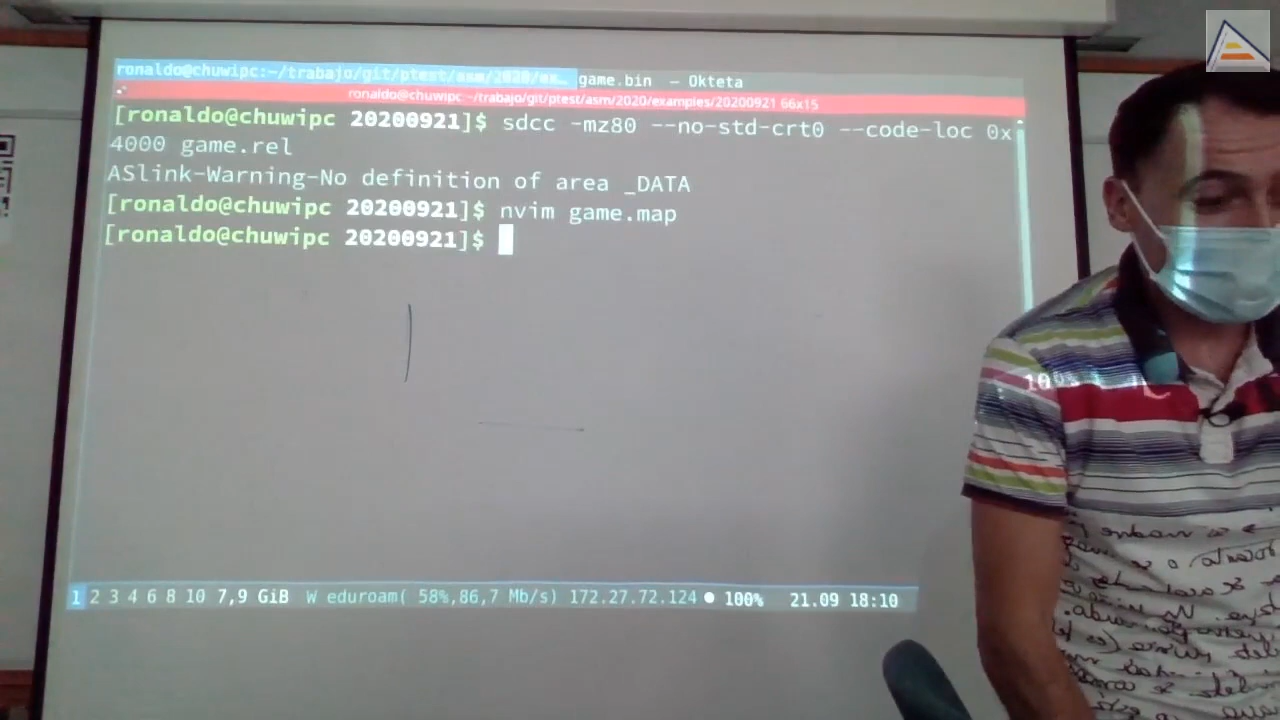 ronaldo@chuwipc:~/trabajo/git/ptest/asm/2020/ex… game.bin — Okteta
ronaldo@chuwipc:~/trabajo/git/ptest/asm/2020/examples/20200921 66x15
[ronaldo@chuwipc 20200921]$ sdcc -mz80 --no-std-crt0 --code-loc 0x
4000 game.rel
ASlink-Warning-No definition of area _DATA
[ronaldo@chuwipc 20200921]$ nvim game.map
[ronaldo@chuwipc 20200921]$
1 2 3 4 6 8 10 7,9 GiB W eduroam( 58%,86,7 Mb/s) 172.27.72.124 ● 100% 21.09 18:10